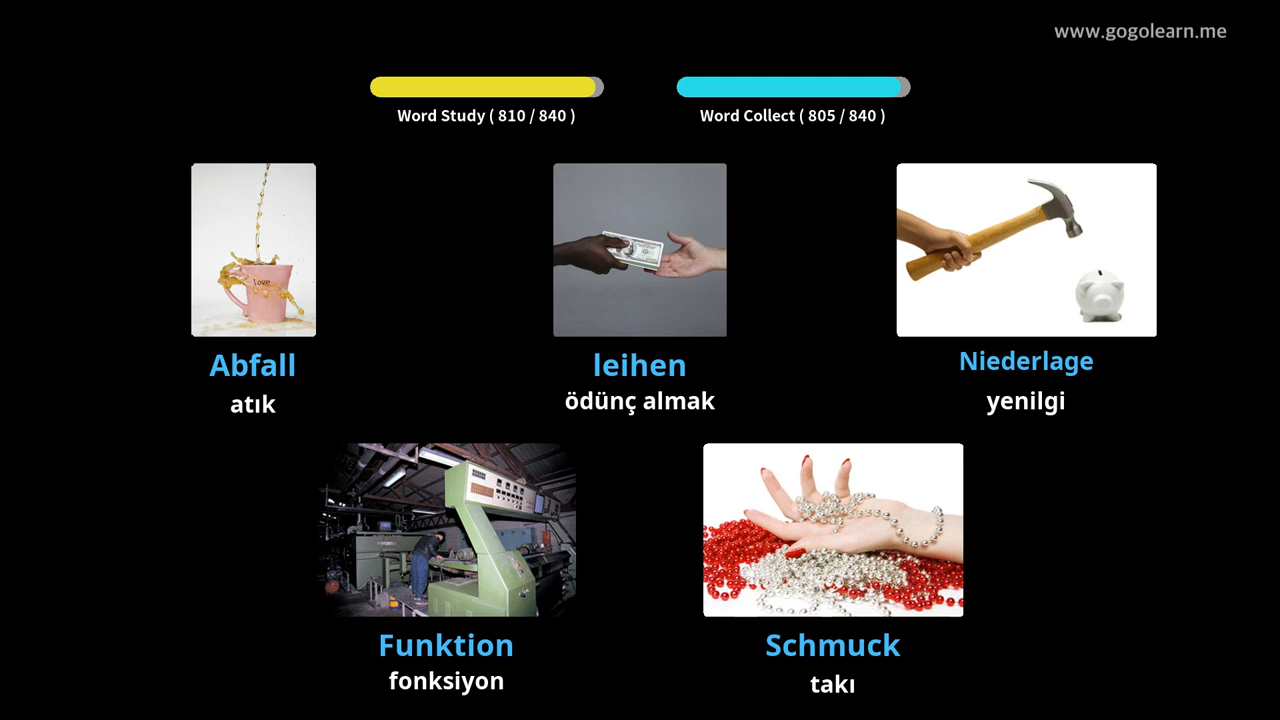 www.gogolearn.me
Word Study ( 810 / 840 )
Word Collect ( 805 / 840 )
love
Abfall
atık
leihen
ödünç almak
Niederlage
yenilgi
Funktion
fonksiyon
Schmuck
takı